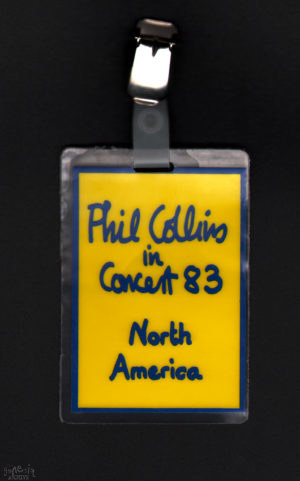 Phil Collins
in
Concert 83
North
America